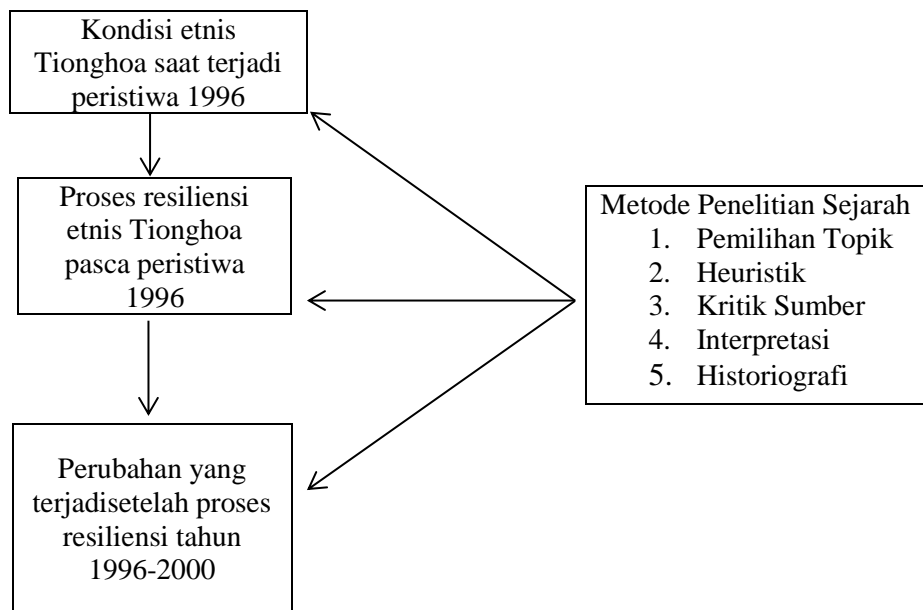 Kondisi etnis
Tionghoa saat terjadi
peristiwa 1996
Proses resiliensi
etnis Tionghoa
pasca peristiwa
1996
Perubahan yang
terjadisetelah proses
resiliensi tahun
1996-2000
Metode Penelitian Sejarah
1. Pemilihan Topik
2. Heuristik
3. Kritik Sumber
4. Interpretasi
5. Historiografi